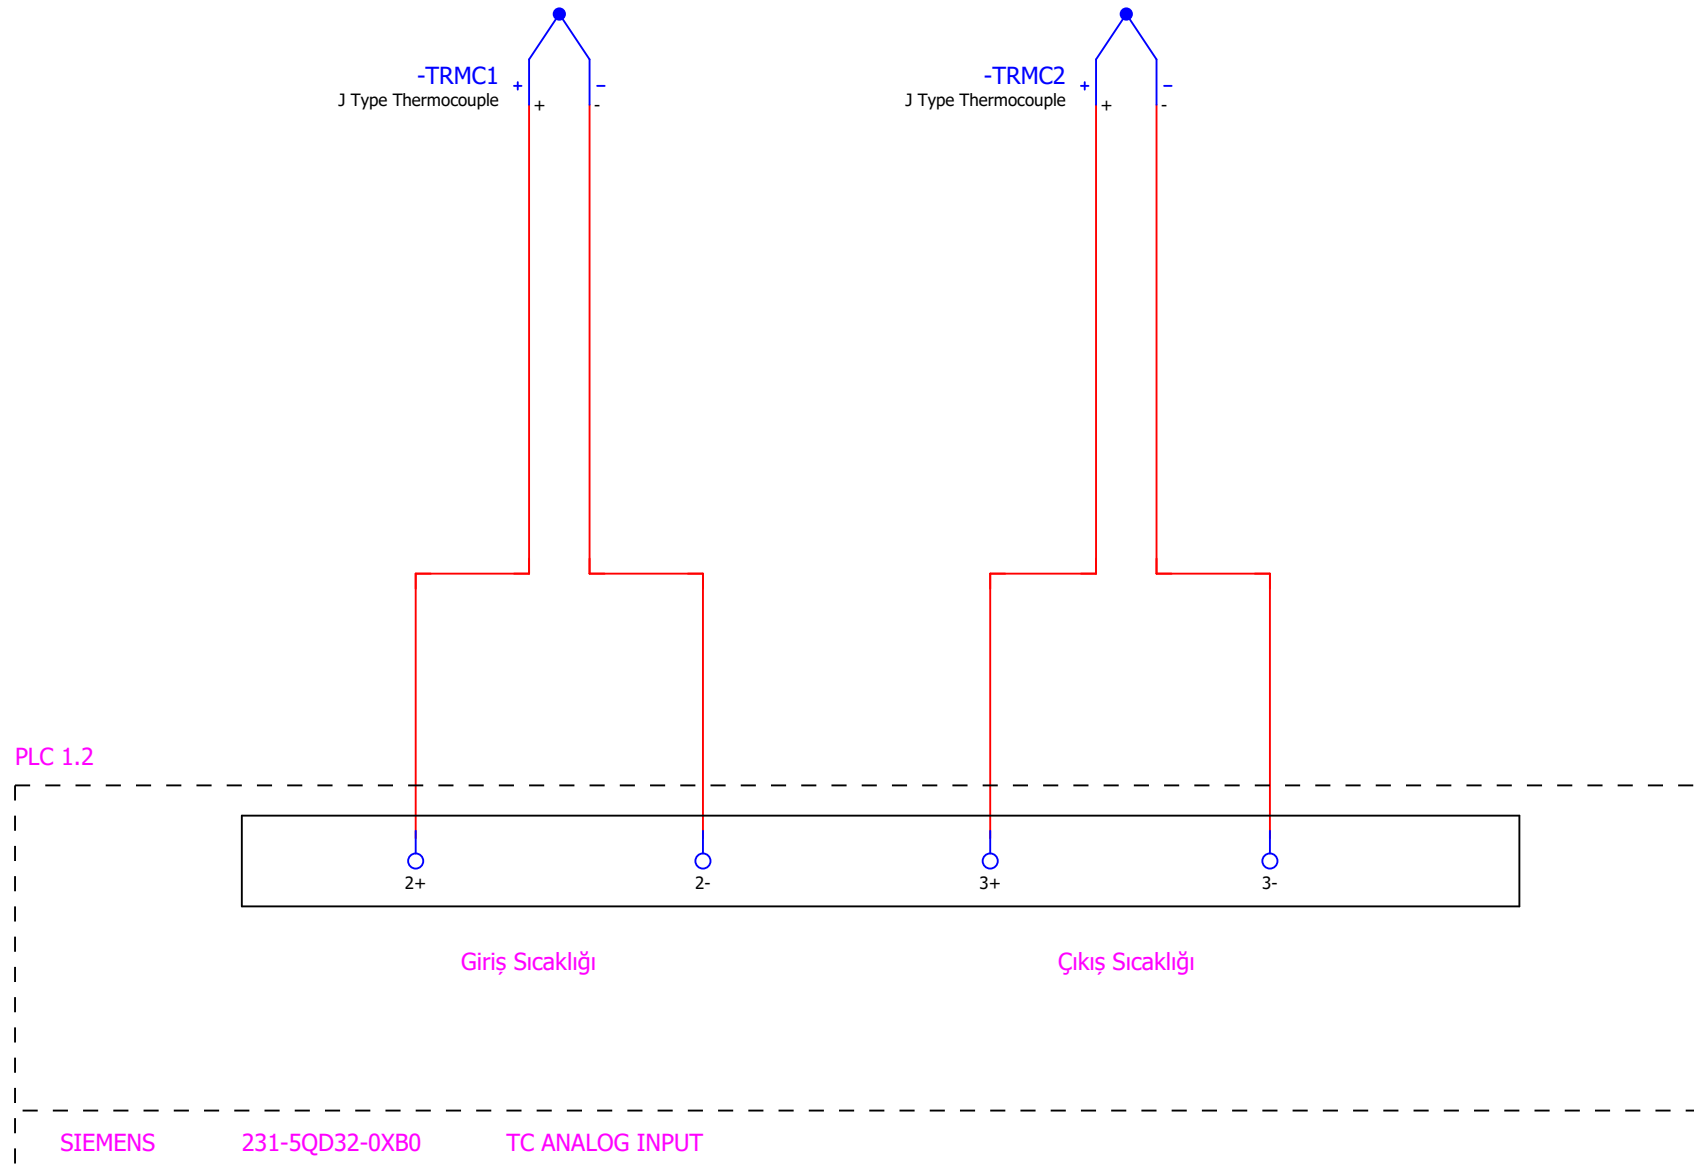 -TRMC1
+ -
J Type Thermocouple
+ -
-TRMC2
+ -
J Type Thermocouple
+ -
PLC 1.2
2+ 2- 3+ 3-
Giriş Sıcaklığı Çıkış Sıcaklığı
SIEMENS 231-5QD32-0XB0 TC ANALOG INPUT